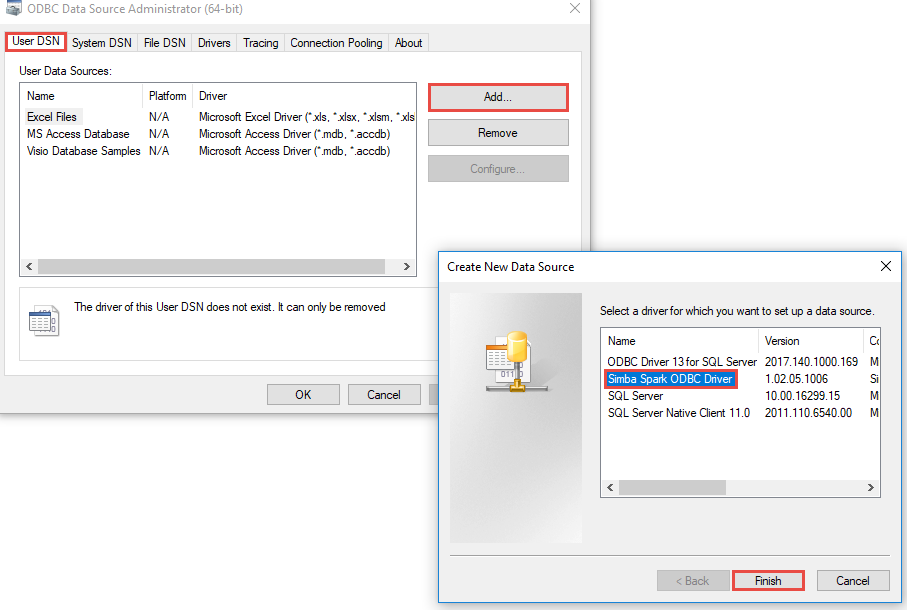 ODBC Data Source Administrator (64-bit)
User DSN System DSN File DSN Drivers Tracing Connection Pooling About
User Data Sources:
Name Platform Driver
Excel Files N/A Microsoft Excel Driver (*.xls, *.xlsx, *.xlsm, *.xls
MS Access Database N/A Microsoft Access Driver (*.mdb, *.accdb)
Visio Database Samples N/A Microsoft Access Driver (*.mdb, *.accdb)
Add...
Remove
Configure...
The driver of this User DSN does not exist. It can only be removed
OK Cancel
Create New Data Source
Select a driver for which you want to set up a data source.
Name Version
ODBC Driver 13 for SQL Server 2017.140.1000.169 M
Simba Spark ODBC Driver 1.02.05.1006 Si
SQL Server 10.00.16299.15 M
SQL Server Native Client 11.0 2011.110.6540.00 M
< Back Finish Cancel